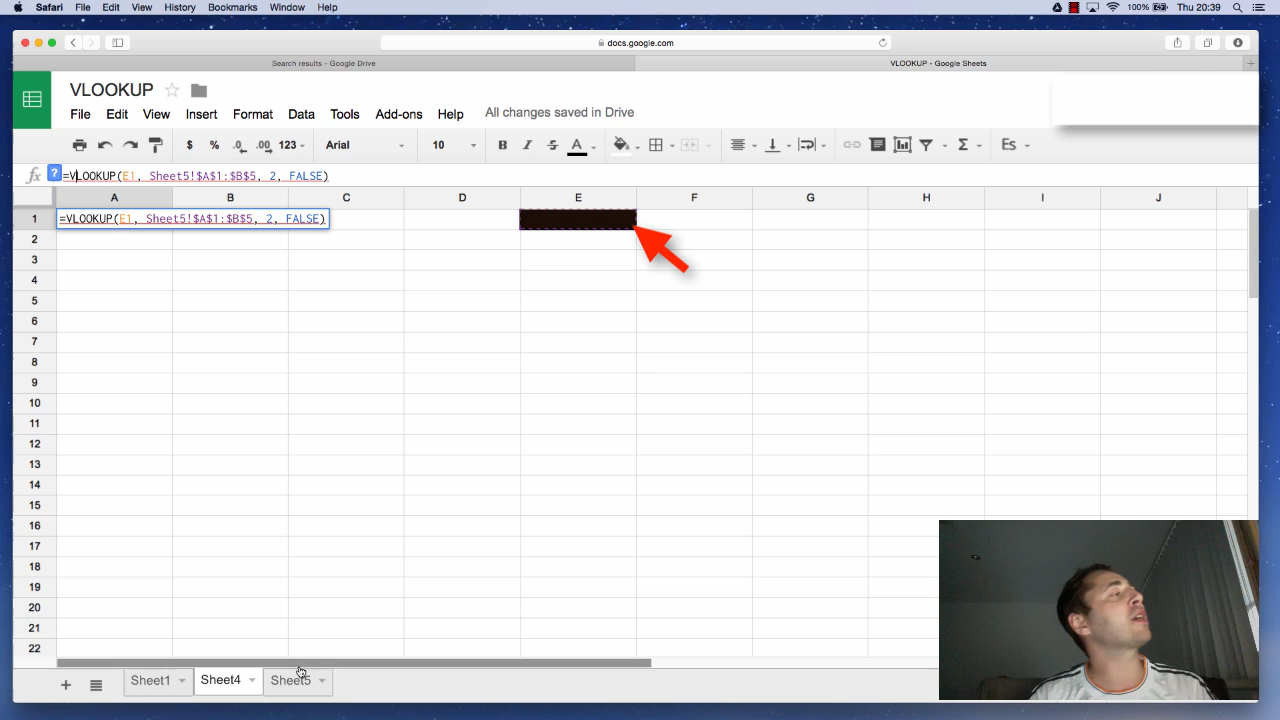 Safari File Edit View History Bookmarks Window Help 100% Thu 20:39
docs.google.com
Search results - Google Drive VLOOKUP - Google Sheets
VLOOKUP
File Edit View Insert Format Data Tools Add-ons Help All changes saved in Drive
$ % .0 .00 123 Arial 10 B I S A Σ Es
fx ? =VLOOKUP(E1, Sheet5!$A$1:$B$5, 2, FALSE)
A B C D E F G H I J
1 =VLOOKUP(E1, Sheet5!$A$1:$B$5, 2, FALSE)
2
3
4
5
6
7
8
9
10
11
12
13
14
15
16
17
18
19
20
21
22
+ Sheet1 Sheet4 Sheet5